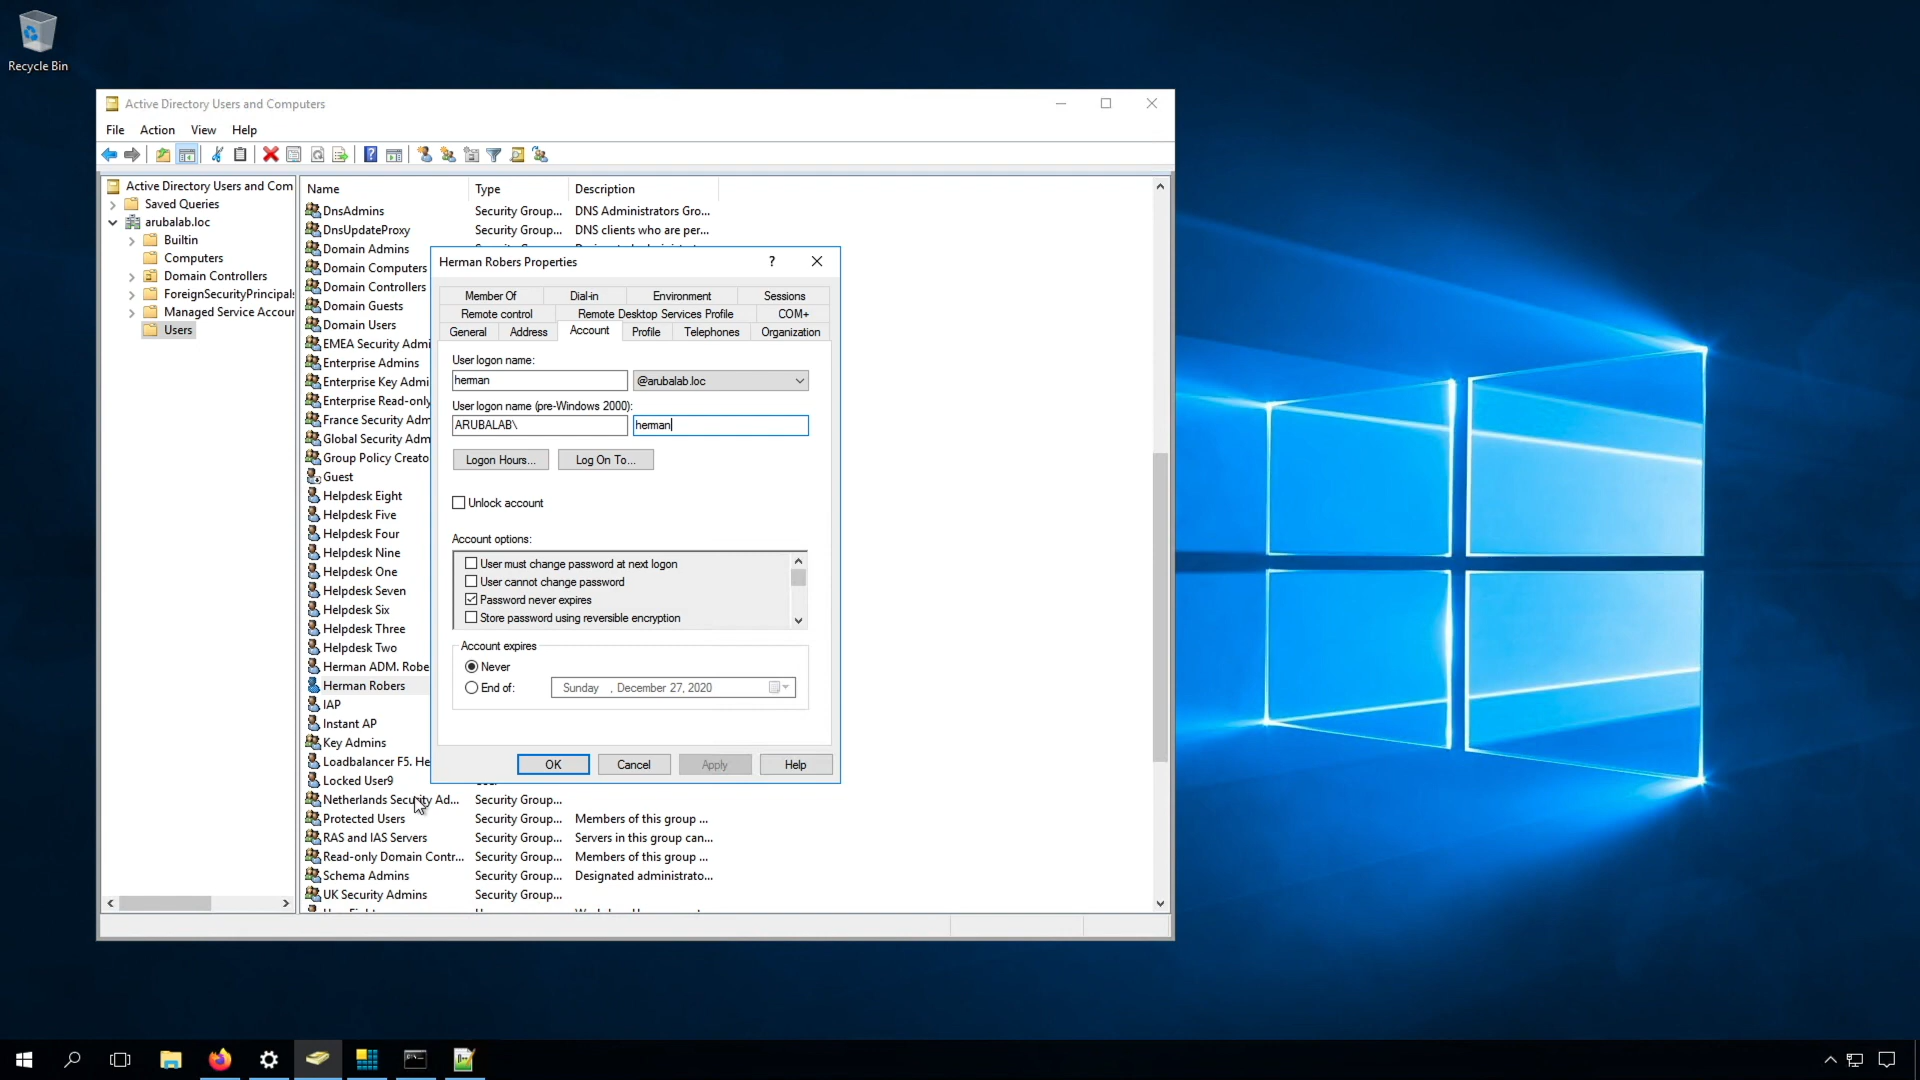 Recycle Bin
Active Directory Users and Computers
File Action View Help
Active Directory Users and Com
Saved Queries
arubalab.loc
Builtin
Computers
Domain Controllers
ForeignSecurityPrincipals
Managed Service Accour
Users
Name Type Description
DnsAdmins Security Group... DNS Administrators Gro...
DnsUpdateProxy Security Group... DNS clients who are per...
Domain Admins
Domain Computers
Domain Controllers
Domain Guests
Domain Users
EMEA Security Admi
Enterprise Admins
Enterprise Key Admi
Enterprise Read-only
France Security Adm
Global Security Adm
Group Policy Creato
Guest
Helpdesk Eight
Helpdesk Five
Helpdesk Four
Helpdesk Nine
Helpdesk One
Helpdesk Seven
Helpdesk Six
Helpdesk Three
Helpdesk Two
Herman ADM. Robe
Herman Robers
IAP
Instant AP
Key Admins
Loadbalancer F5. He
Locked User9
Netherlands Security Ad... Security Group...
Protected Users Security Group... Members of this group ...
RAS and IAS Servers Security Group... Servers in this group can...
Read-only Domain Contr... Security Group... Members of this group ...
Schema Admins Security Group... Designated administrato...
UK Security Admins Security Group...
Herman Robers Properties
?
Member Of Dial-in Environment Sessions
Remote control Remote Desktop Services Profile COM+
General Address Account Profile Telephones Organization
User logon name:
herman @arubalab.loc
User logon name (pre-Windows 2000):
ARUBALAB\ herman
Logon Hours... Log On To...
Unlock account
Account options:
User must change password at next logon
User cannot change password
Password never expires
Store password using reversible encryption
Account expires
Never
End of: Sunday , December 27, 2020
OK Cancel Apply Help